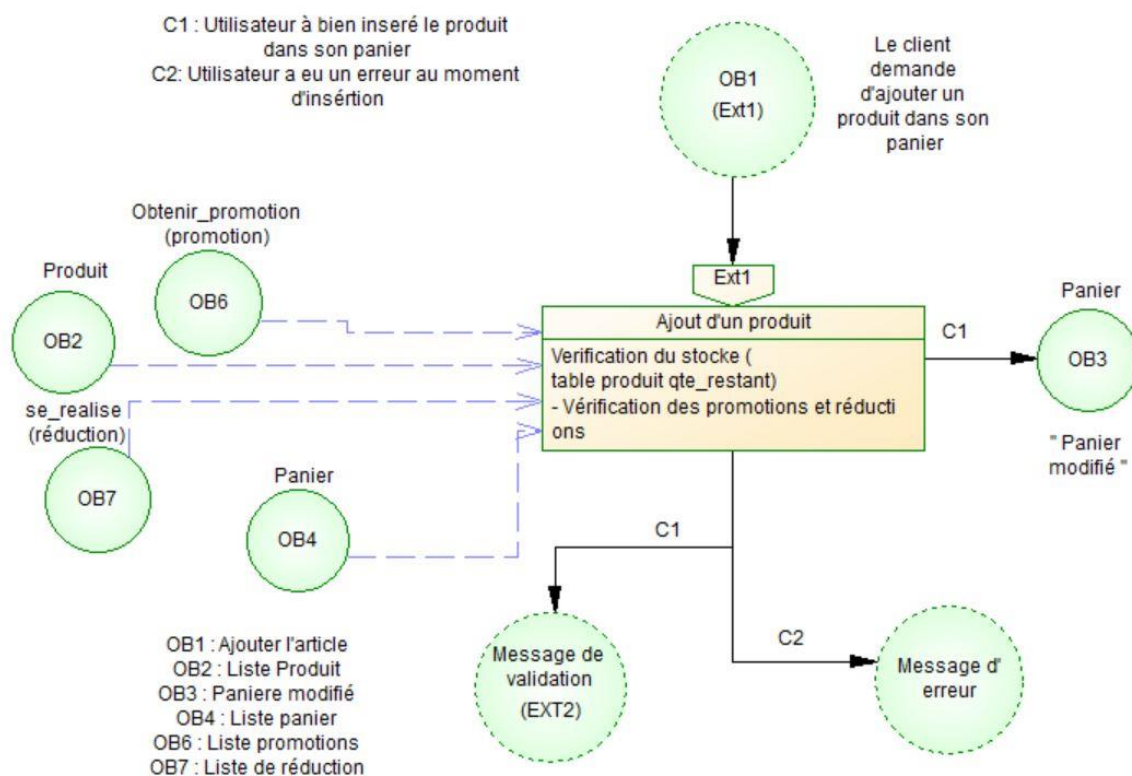 C1 : Utilisateur à bien inseré le produit
dans son panier
C2: Utilisateur a eu un erreur au moment
d'insértion
OB1
(Ext1)
Le client
demande
d'ajouter un
produit dans son
panier
Obtenir_promotion
(promotion)
Produit
OB6
OB2
Ext1
Ajout d'un produit
Verification du stocke (
table produit qte_restant)
- Vérification des promotions et réducti
ons
C1
Panier
OB3
" Panier
modifié "
se_realise
(réduction)
OB7
Panier
OB4
C1
C2
Message de
validation
(EXT2)
Message d'
erreur
OB1 : Ajouter l'article
OB2 : Liste Produit
OB3 : Paniere modifié
OB4 : Liste panier
OB6 : Liste promotions
OB7 : Liste de réduction